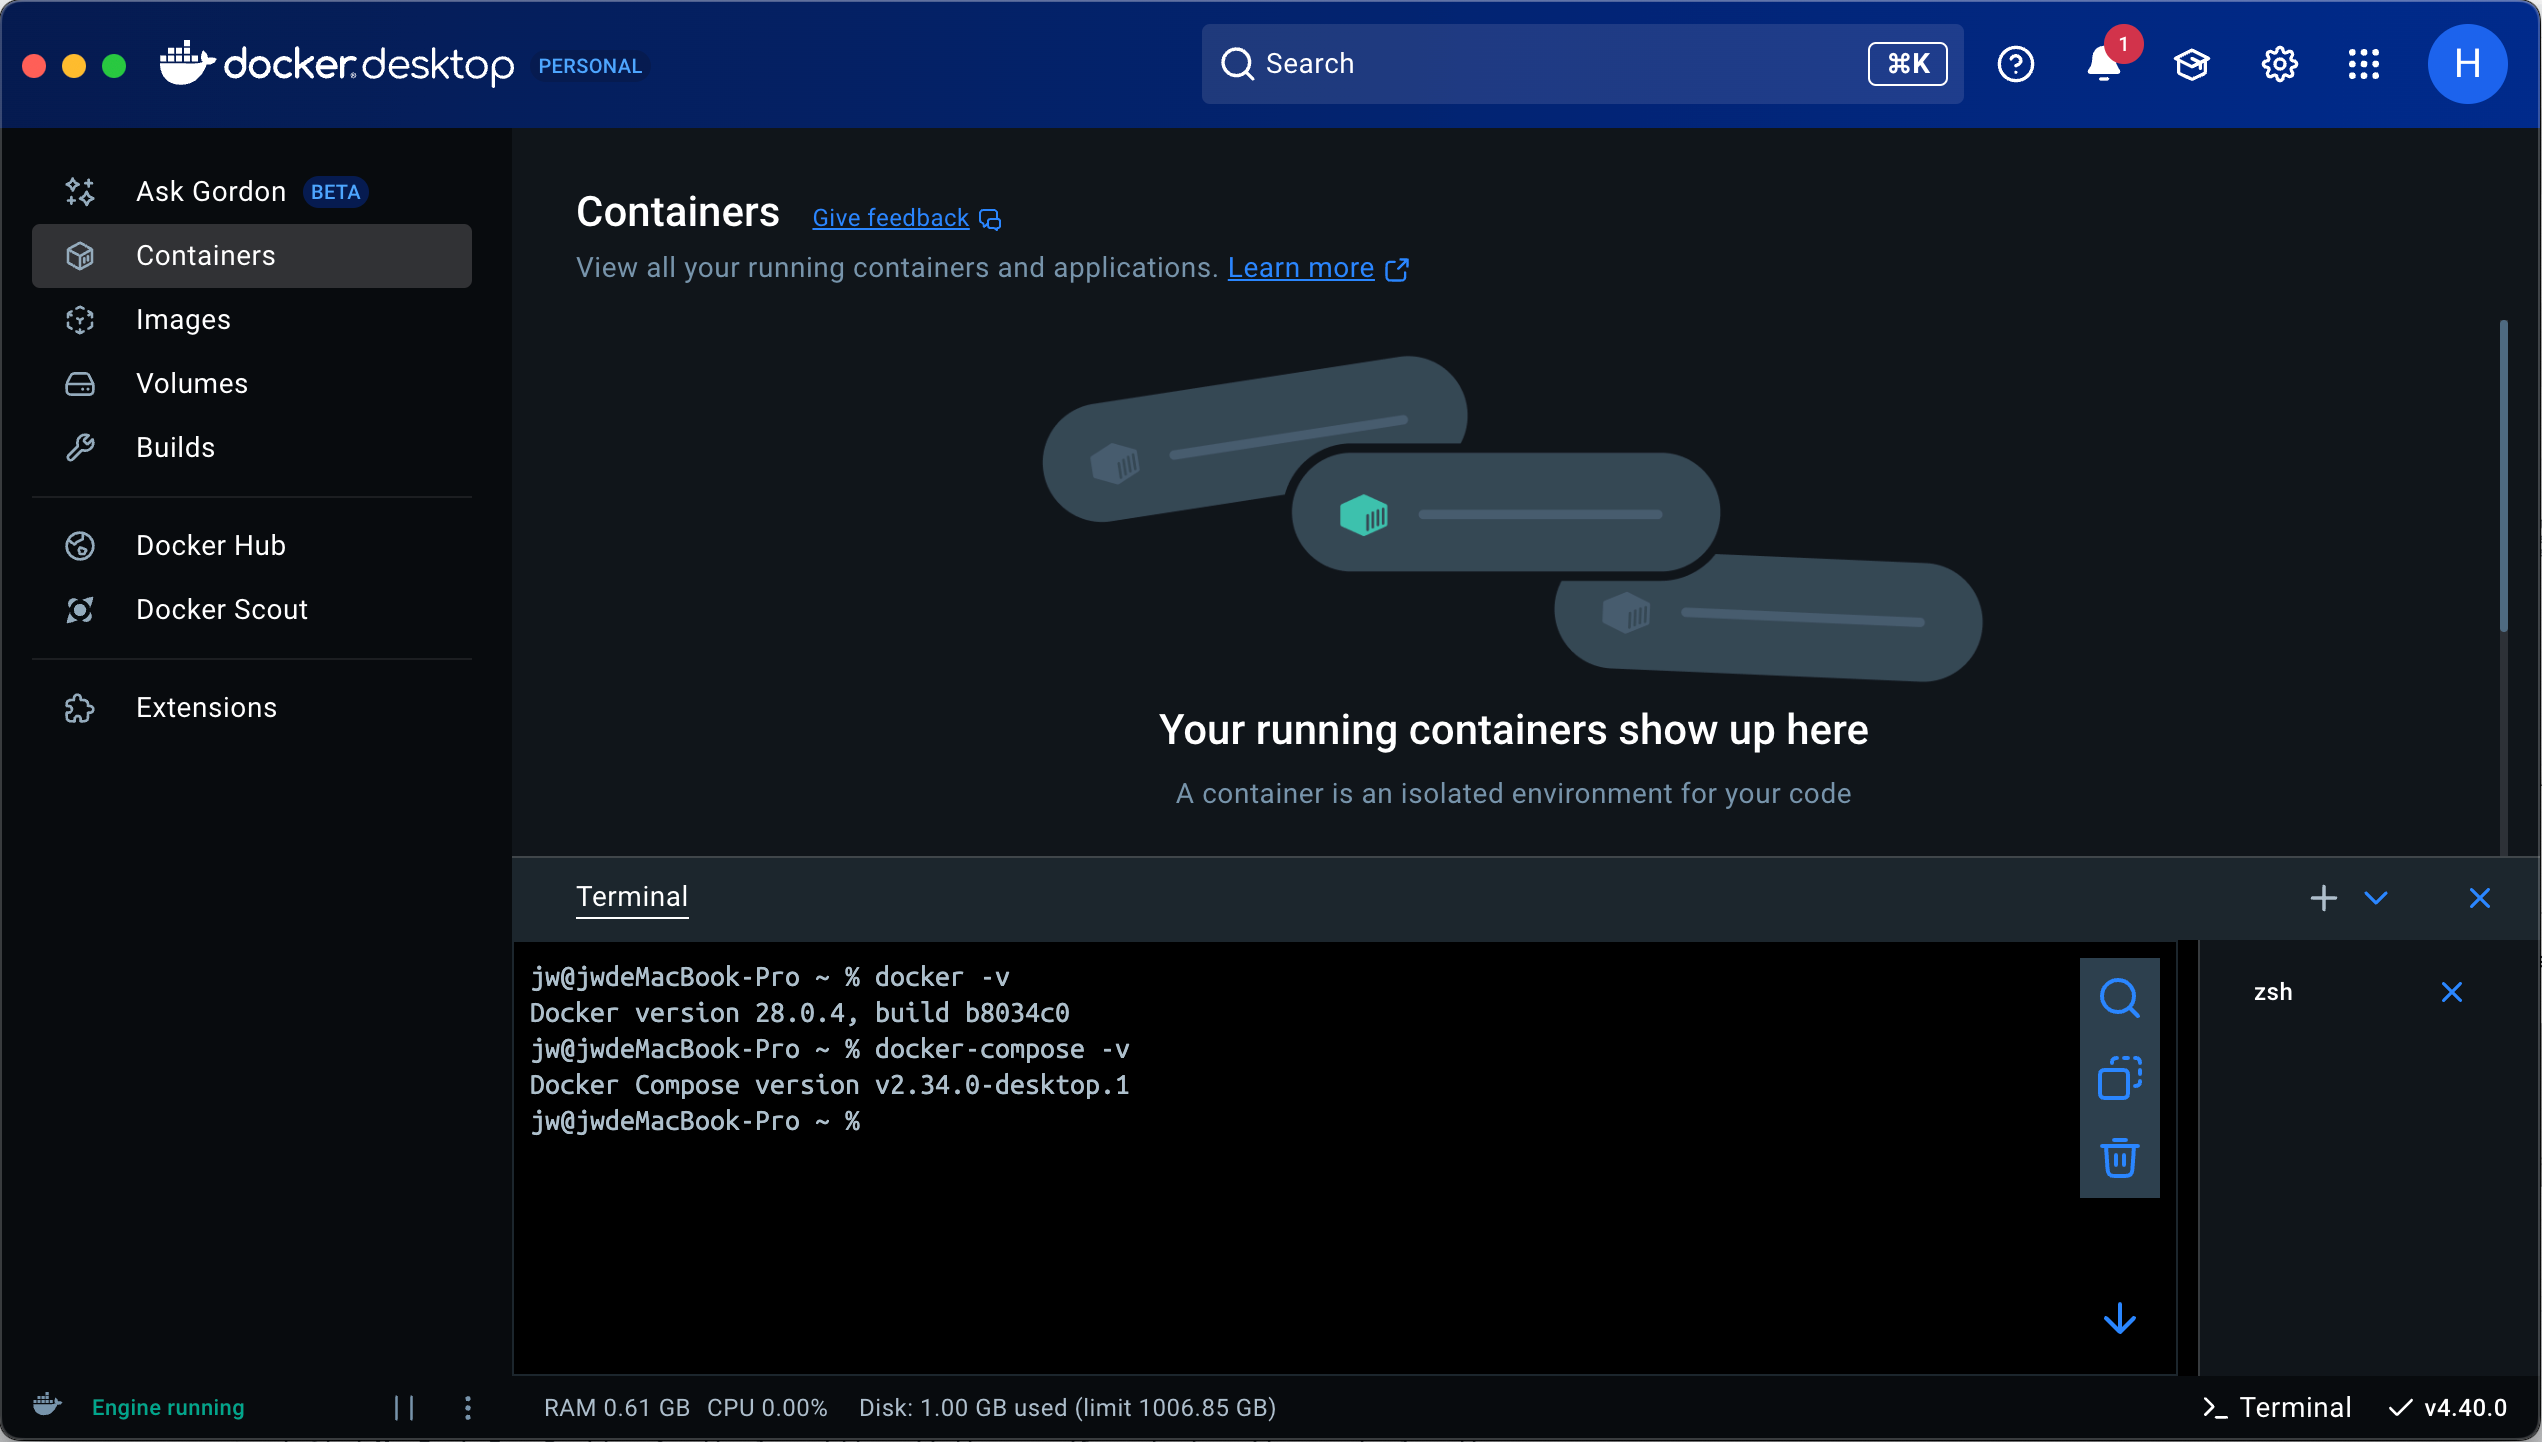 docker desktop PERSONAL
Search ⌘K
1
H
Ask Gordon BETA
Containers
Images
Volumes
Builds
Docker Hub
Docker Scout
Extensions
Containers Give feedback
View all your running containers and applications. Learn more
Your running containers show up here
A container is an isolated environment for your code
Terminal
jw@jwdeMacBook-Pro ~ % docker -v
Docker version 28.0.4, build b8034c0
jw@jwdeMacBook-Pro ~ % docker-compose -v
Docker Compose version v2.34.0-desktop.1
jw@jwdeMacBook-Pro ~ %
zsh
Engine running
RAM 0.61 GB CPU 0.00% Disk: 1.00 GB used (limit 1006.85 GB)
Terminal v4.40.0